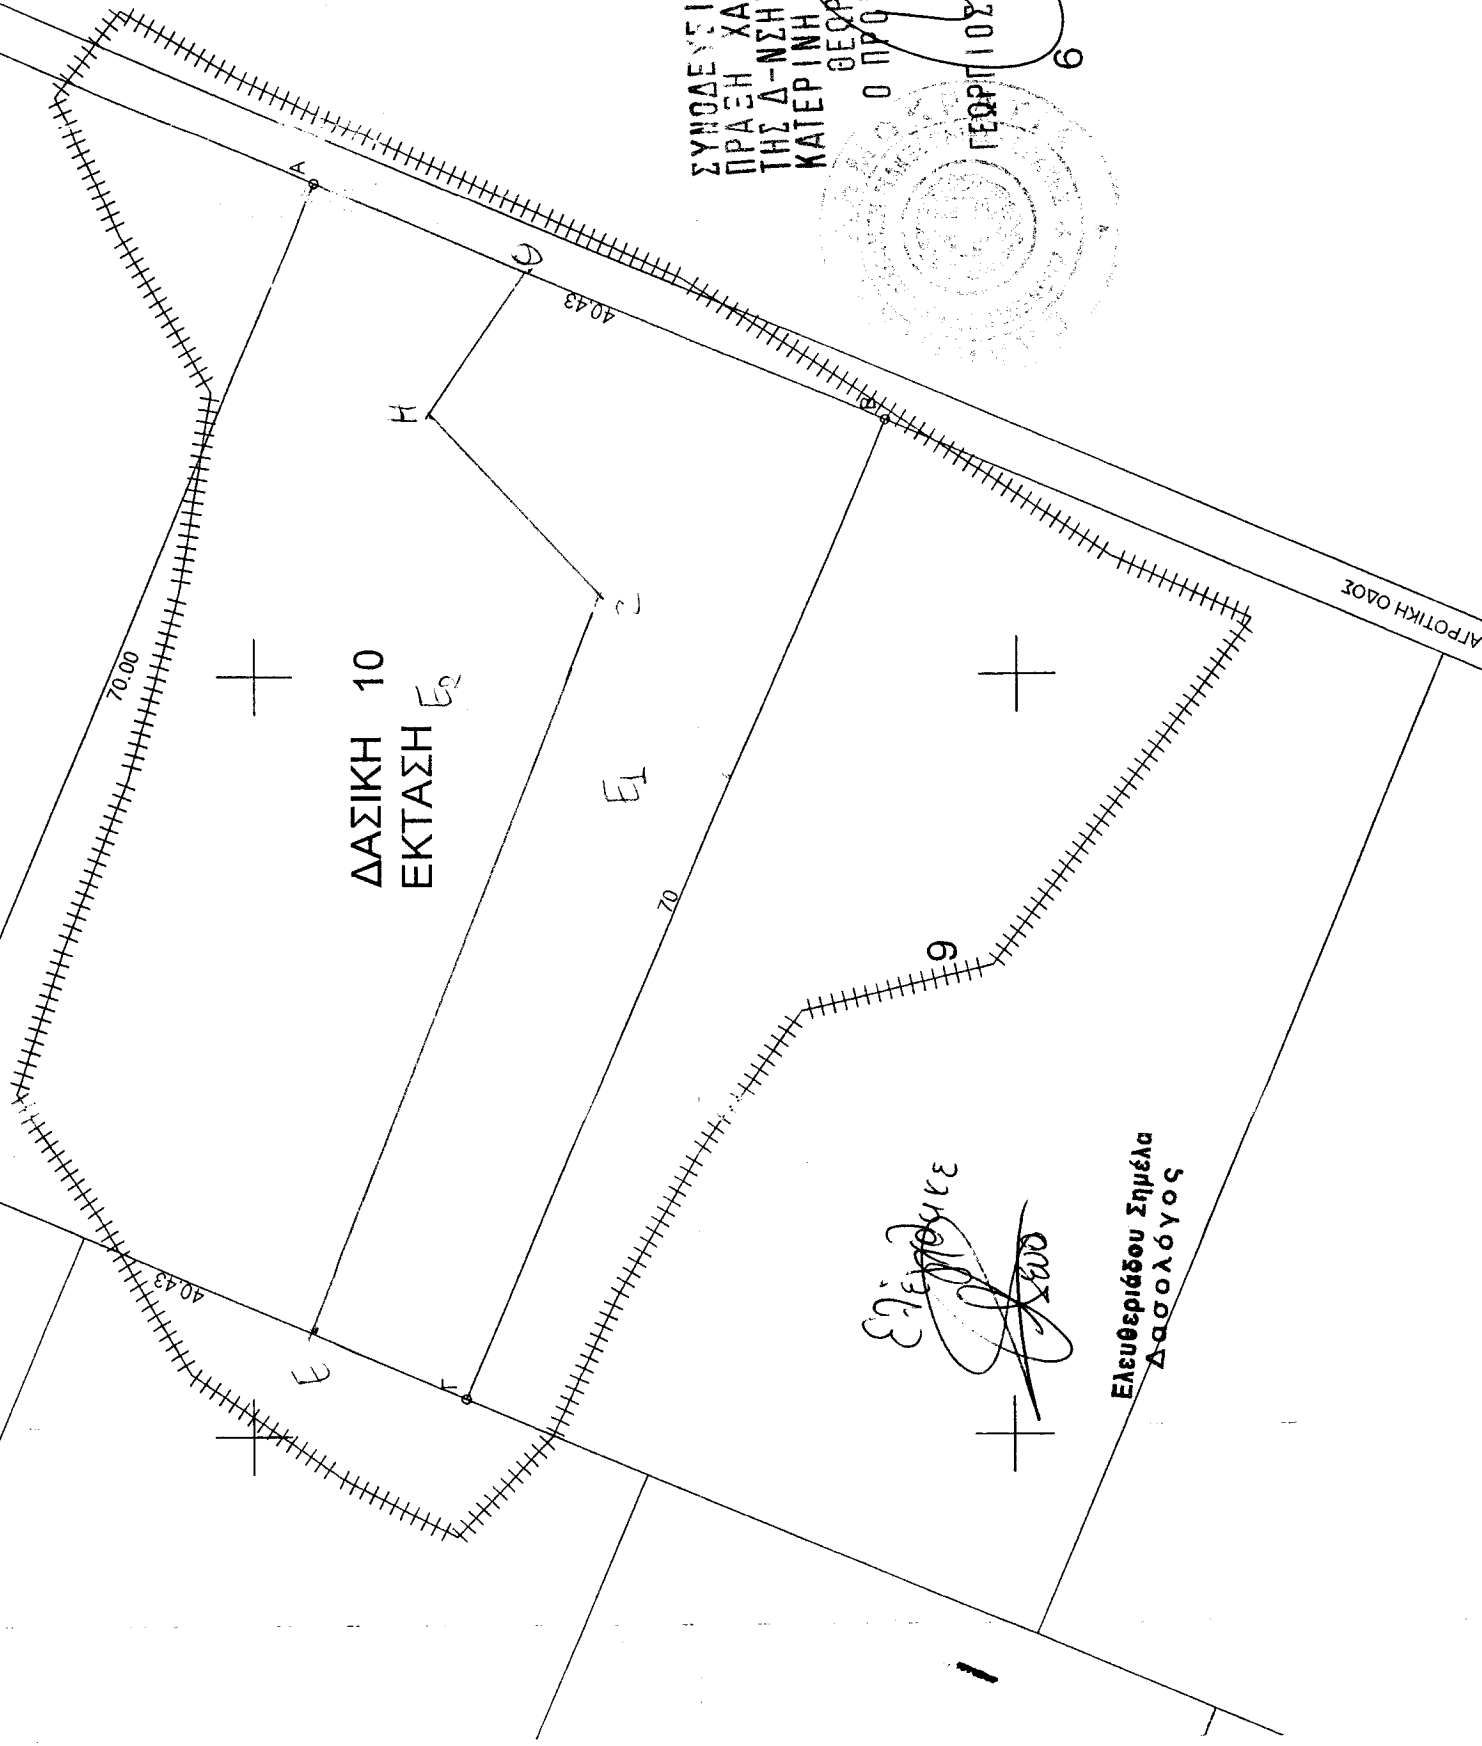 ΣΥΝΟΔΕΥΕΙ
ΠΡΑΞΗ ΧΑ
ΤΗΣ Δ-ΝΣΗ
ΚΑΤΕΡΙΝΗ
ΘΕΩΡ
Ο ΠΡΟ
ΓΕΩΡΓΙΟΣ
6
Α
Θ
40.43
Η
Β
Ζ
70.00
ΔΑΣΙΚΗ 10
ΕΚΤΑΣΗ Ε2
Ε1
70
9
ΑΓΡΟΤΙΚΗ ΟΔΟΣ
40.43
Ε
Γ
Ελευθεριάδου Σημέλα
Δασολόγος